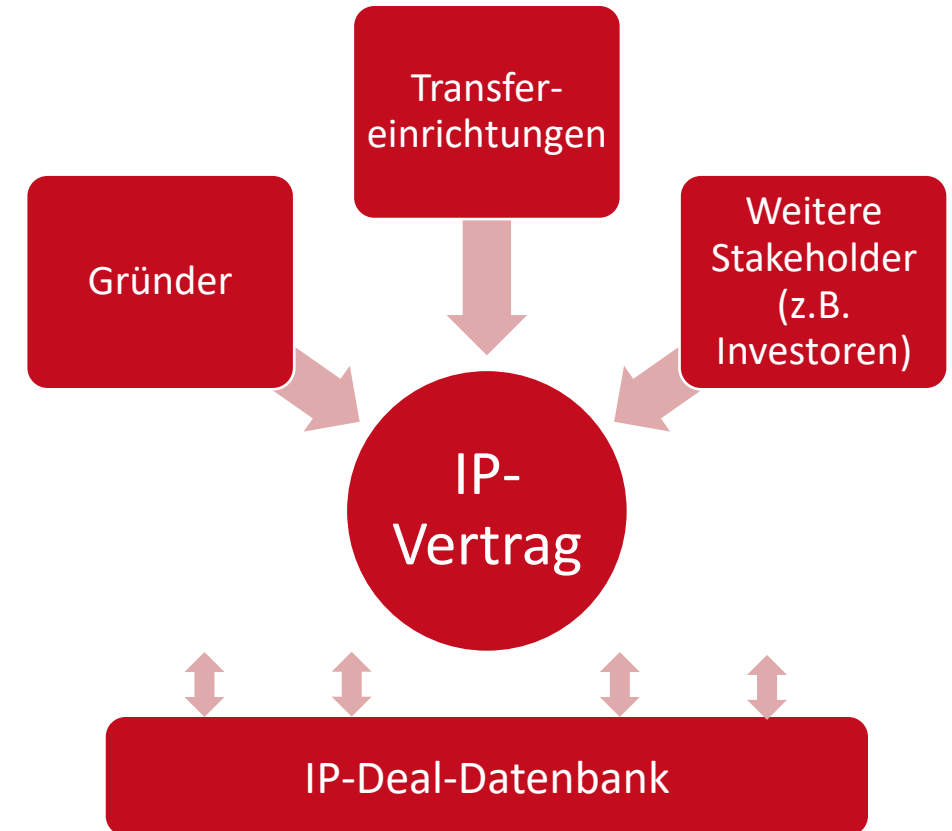 Transfer-
einrichtungen
Gründer
Weitere
Stakeholder
(z.B.
Investoren)
IP-
Vertrag
IP-Deal-Datenbank